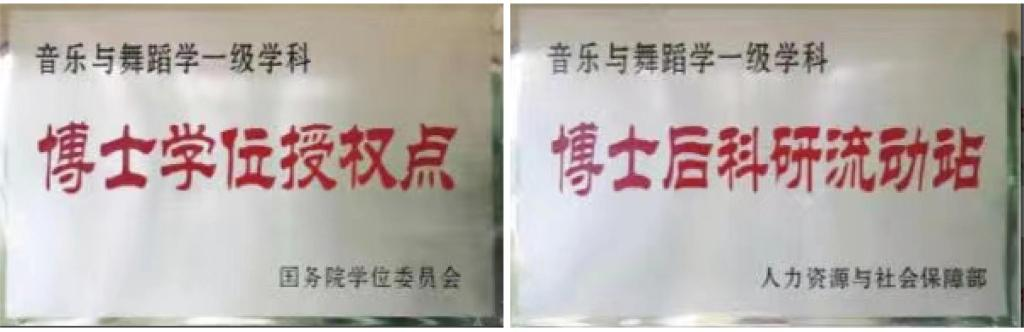 音乐与舞蹈学一级学科
博士学位授权点
国务院学位委员会
音乐与舞蹈学一级学科
博士后科研流动站
人力资源与社会保障部